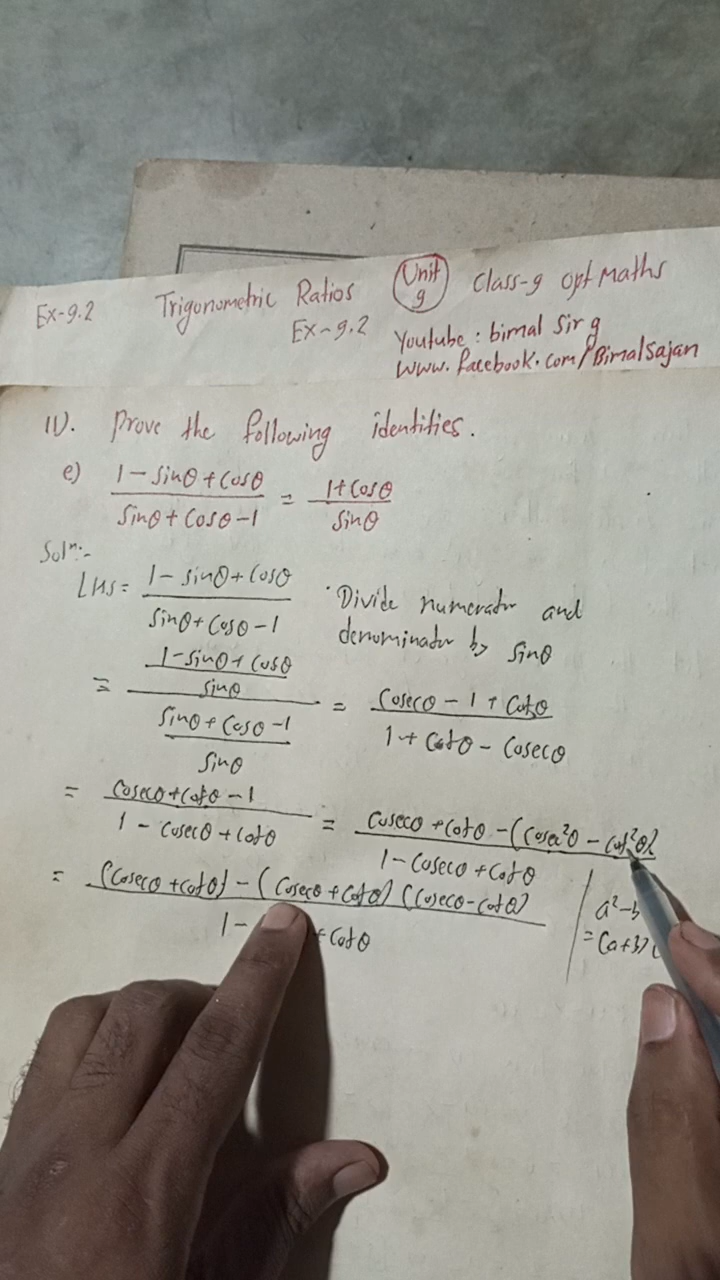 Ex-9.2 Trigonometric Ratios Unit 9 Class-9 opt Maths
Ex-9.2 Youtube : bimal Sir g
www.facebook.com/Bimalsajan
10. Prove the following identities.
e) (1 - sinθ + cosθ)/(sinθ + cosθ - 1) = (1 + cosθ)/sinθ
Solⁿ:-
LHS = (1 - sinθ + cosθ)/(sinθ + cosθ - 1) Divide numerator and
denominator by sinθ
= ((1 - sinθ + cosθ)/sinθ)/((sinθ + cosθ - 1)/sinθ) = (cosecθ - 1 + cotθ)/(1 + cotθ - cosecθ)
= (cosecθ + cotθ - 1)/(1 - cosecθ + cotθ) = (cosecθ + cotθ - (cosec²θ - cot²θ))/(1 - cosecθ + cotθ)
= ((cosecθ + cotθ) - (cosecθ + cotθ)(cosecθ - cotθ))/(1 - + cotθ)
a² - b
= (a + b) (